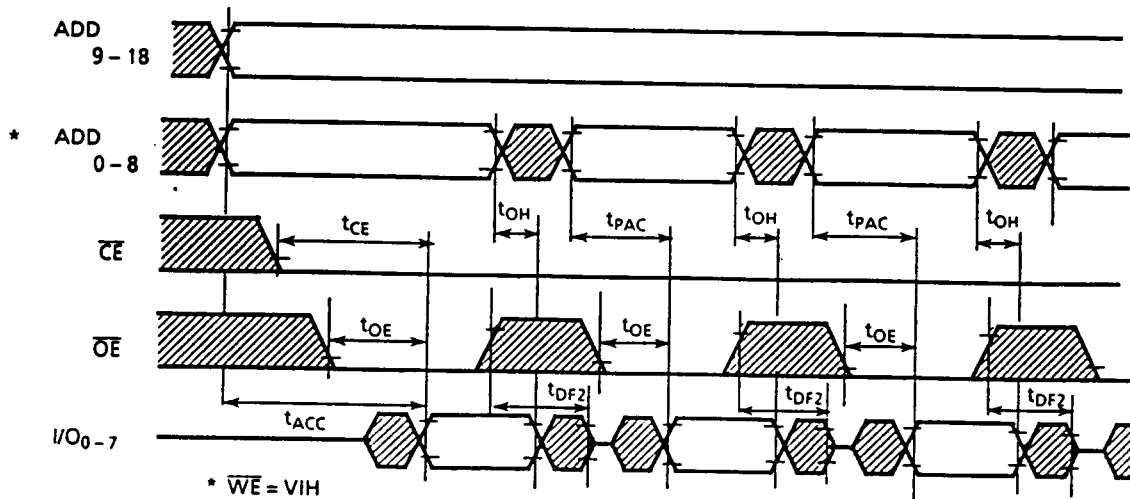 ADD
9 – 18
* ADD
0 – 8
tOH tPAC tOH tPAC tOH
tCE
CE
tOE tOE tOE
OE
tDF2 tDF2 tDF2
tACC
I/O0-7
* WE = VIH